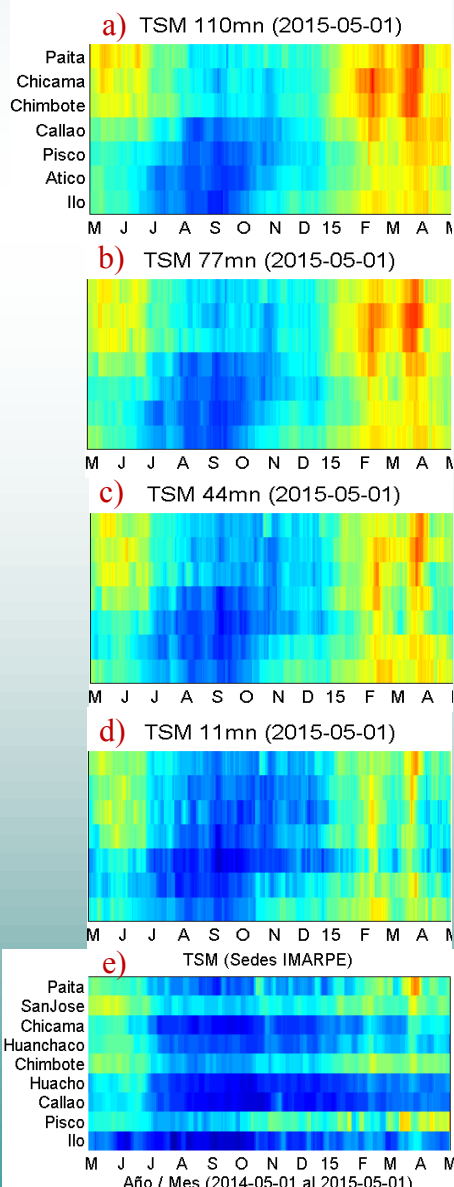 a) TSM 110mn (2015-05-01)
Paita
Chicama
Chimbote
Callao
Pisco
Atico
Ilo
M J J A S O N D 15 F M A M
b) TSM 77mn (2015-05-01)
M J J A S O N D 15 F M A M
c) TSM 44mn (2015-05-01)
M J J A S O N D 15 F M A M
d) TSM 11mn (2015-05-01)
M J J A S O N D 15 F M A M
e) TSM (Sedes IMARPE)
Paita
SanJose
Chicama
Huanchaco
Chimbote
Huacho
Callao
Pisco
Ilo
M J J A S O N D 15 F M A M
Año / Mes (2014-05-01 al 2015-05-01)